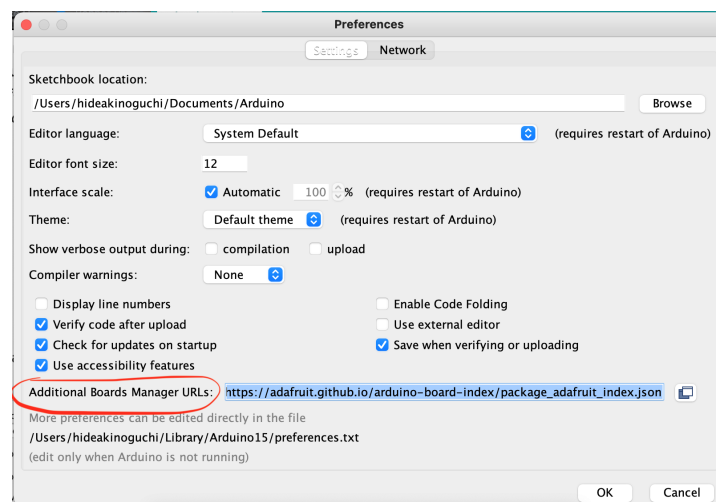 Preferences
Settings Network
Sketchbook location:
/Users/hideakinoguchi/Documents/Arduino Browse
Editor language: System Default (requires restart of Arduino)
Editor font size: 12
Interface scale: Automatic 100 % (requires restart of Arduino)
Theme: Default theme (requires restart of Arduino)
Show verbose output during: compilation upload
Compiler warnings: None
Display line numbers Enable Code Folding
Verify code after upload Use external editor
Check for updates on startup Save when verifying or uploading
Use accessibility features
Additional Boards Manager URLs: https://adafruit.github.io/arduino-board-index/package_adafruit_index.json
More preferences can be edited directly in the file
/Users/hideakinoguchi/Library/Arduino15/preferences.txt
(edit only when Arduino is not running)
OK Cancel